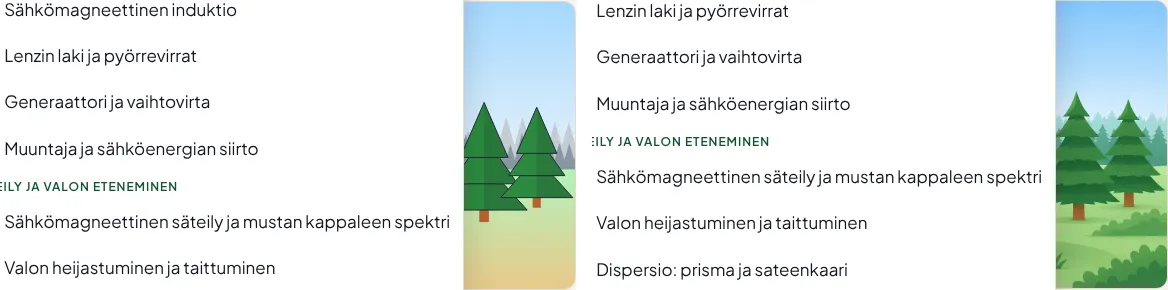 Sähkömagneettinen induktio
Lenzin laki ja pyörrevirrat
Generaattori ja vaihtovirta
Muuntaja ja sähköenergian siirto
EILY JA VALON ETENEMINEN
Sähkömagneettinen säteily ja mustan kappaleen spektri
Valon heijastuminen ja taittuminen
Lenzin laki ja pyörrevirrat
Generaattori ja vaihtovirta
Muuntaja ja sähköenergian siirto
EILY JA VALON ETENEMINEN
Sähkömagneettinen säteily ja mustan kappaleen spektri
Valon heijastuminen ja taittuminen
Dispersio: prisma ja sateenkaari